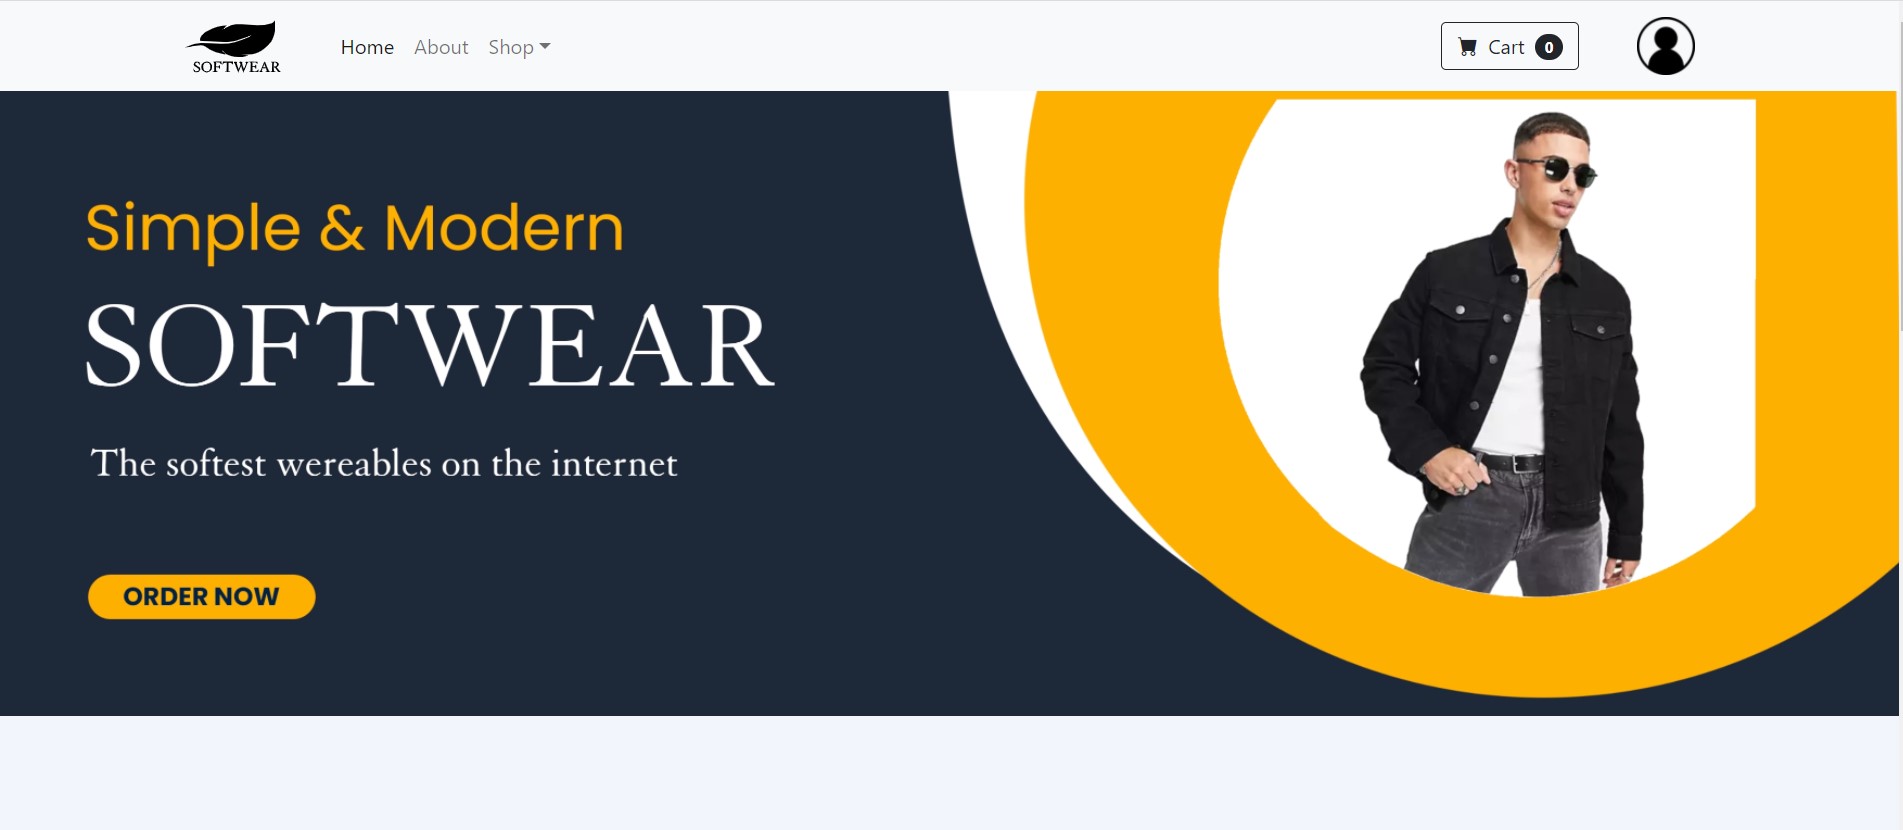 SOFTWEAR
Home About Shop
Cart 0
Simple & Modern
SOFTWEAR
The softest wereables on the internet
ORDER NOW